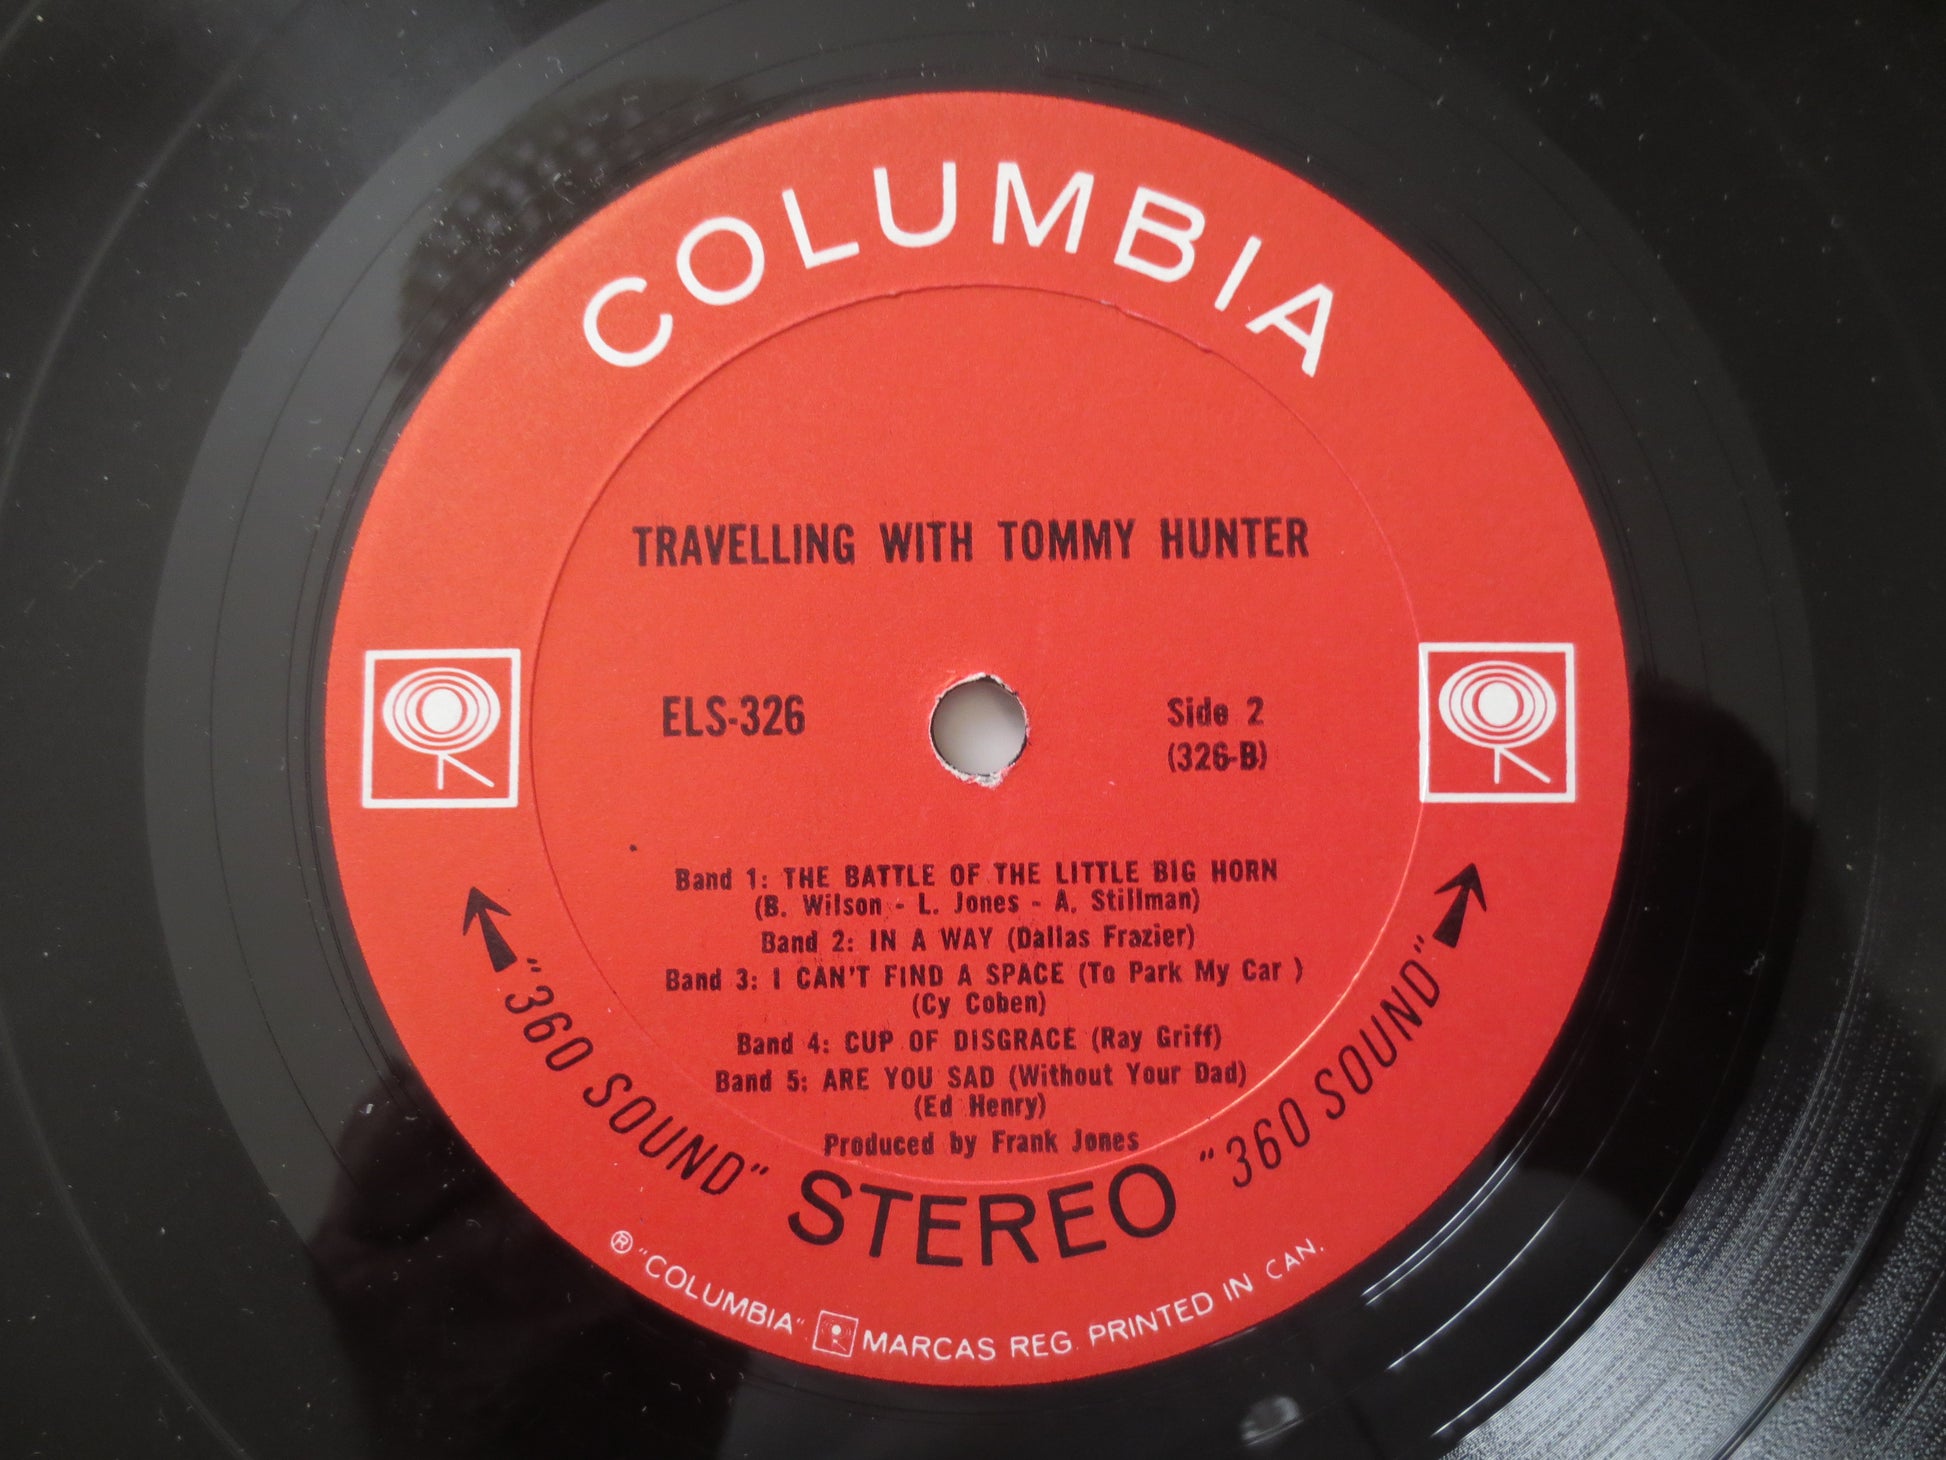 COLUMBIA
TRAVELLING WITH TOMMY HUNTER
ELS-326
Side 2
(326-B)
Band 1: THE BATTLE OF THE LITTLE BIG HORN
(B. Wilson - L. Jones - A. Stillman)
Band 2: IN A WAY (Dallas Frazier)
Band 3: I CAN'T FIND A SPACE (To Park My Car )
(Cy Coben)
Band 4: CUP OF DISGRACE (Ray Griff)
Band 5: ARE YOU SAD (Without Your Dad)
(Ed Henry)
Produced by Frank Jones
"360 SOUND" STEREO "360 SOUND"
® "COLUMBIA" MARCAS REG. PRINTED IN CAN.